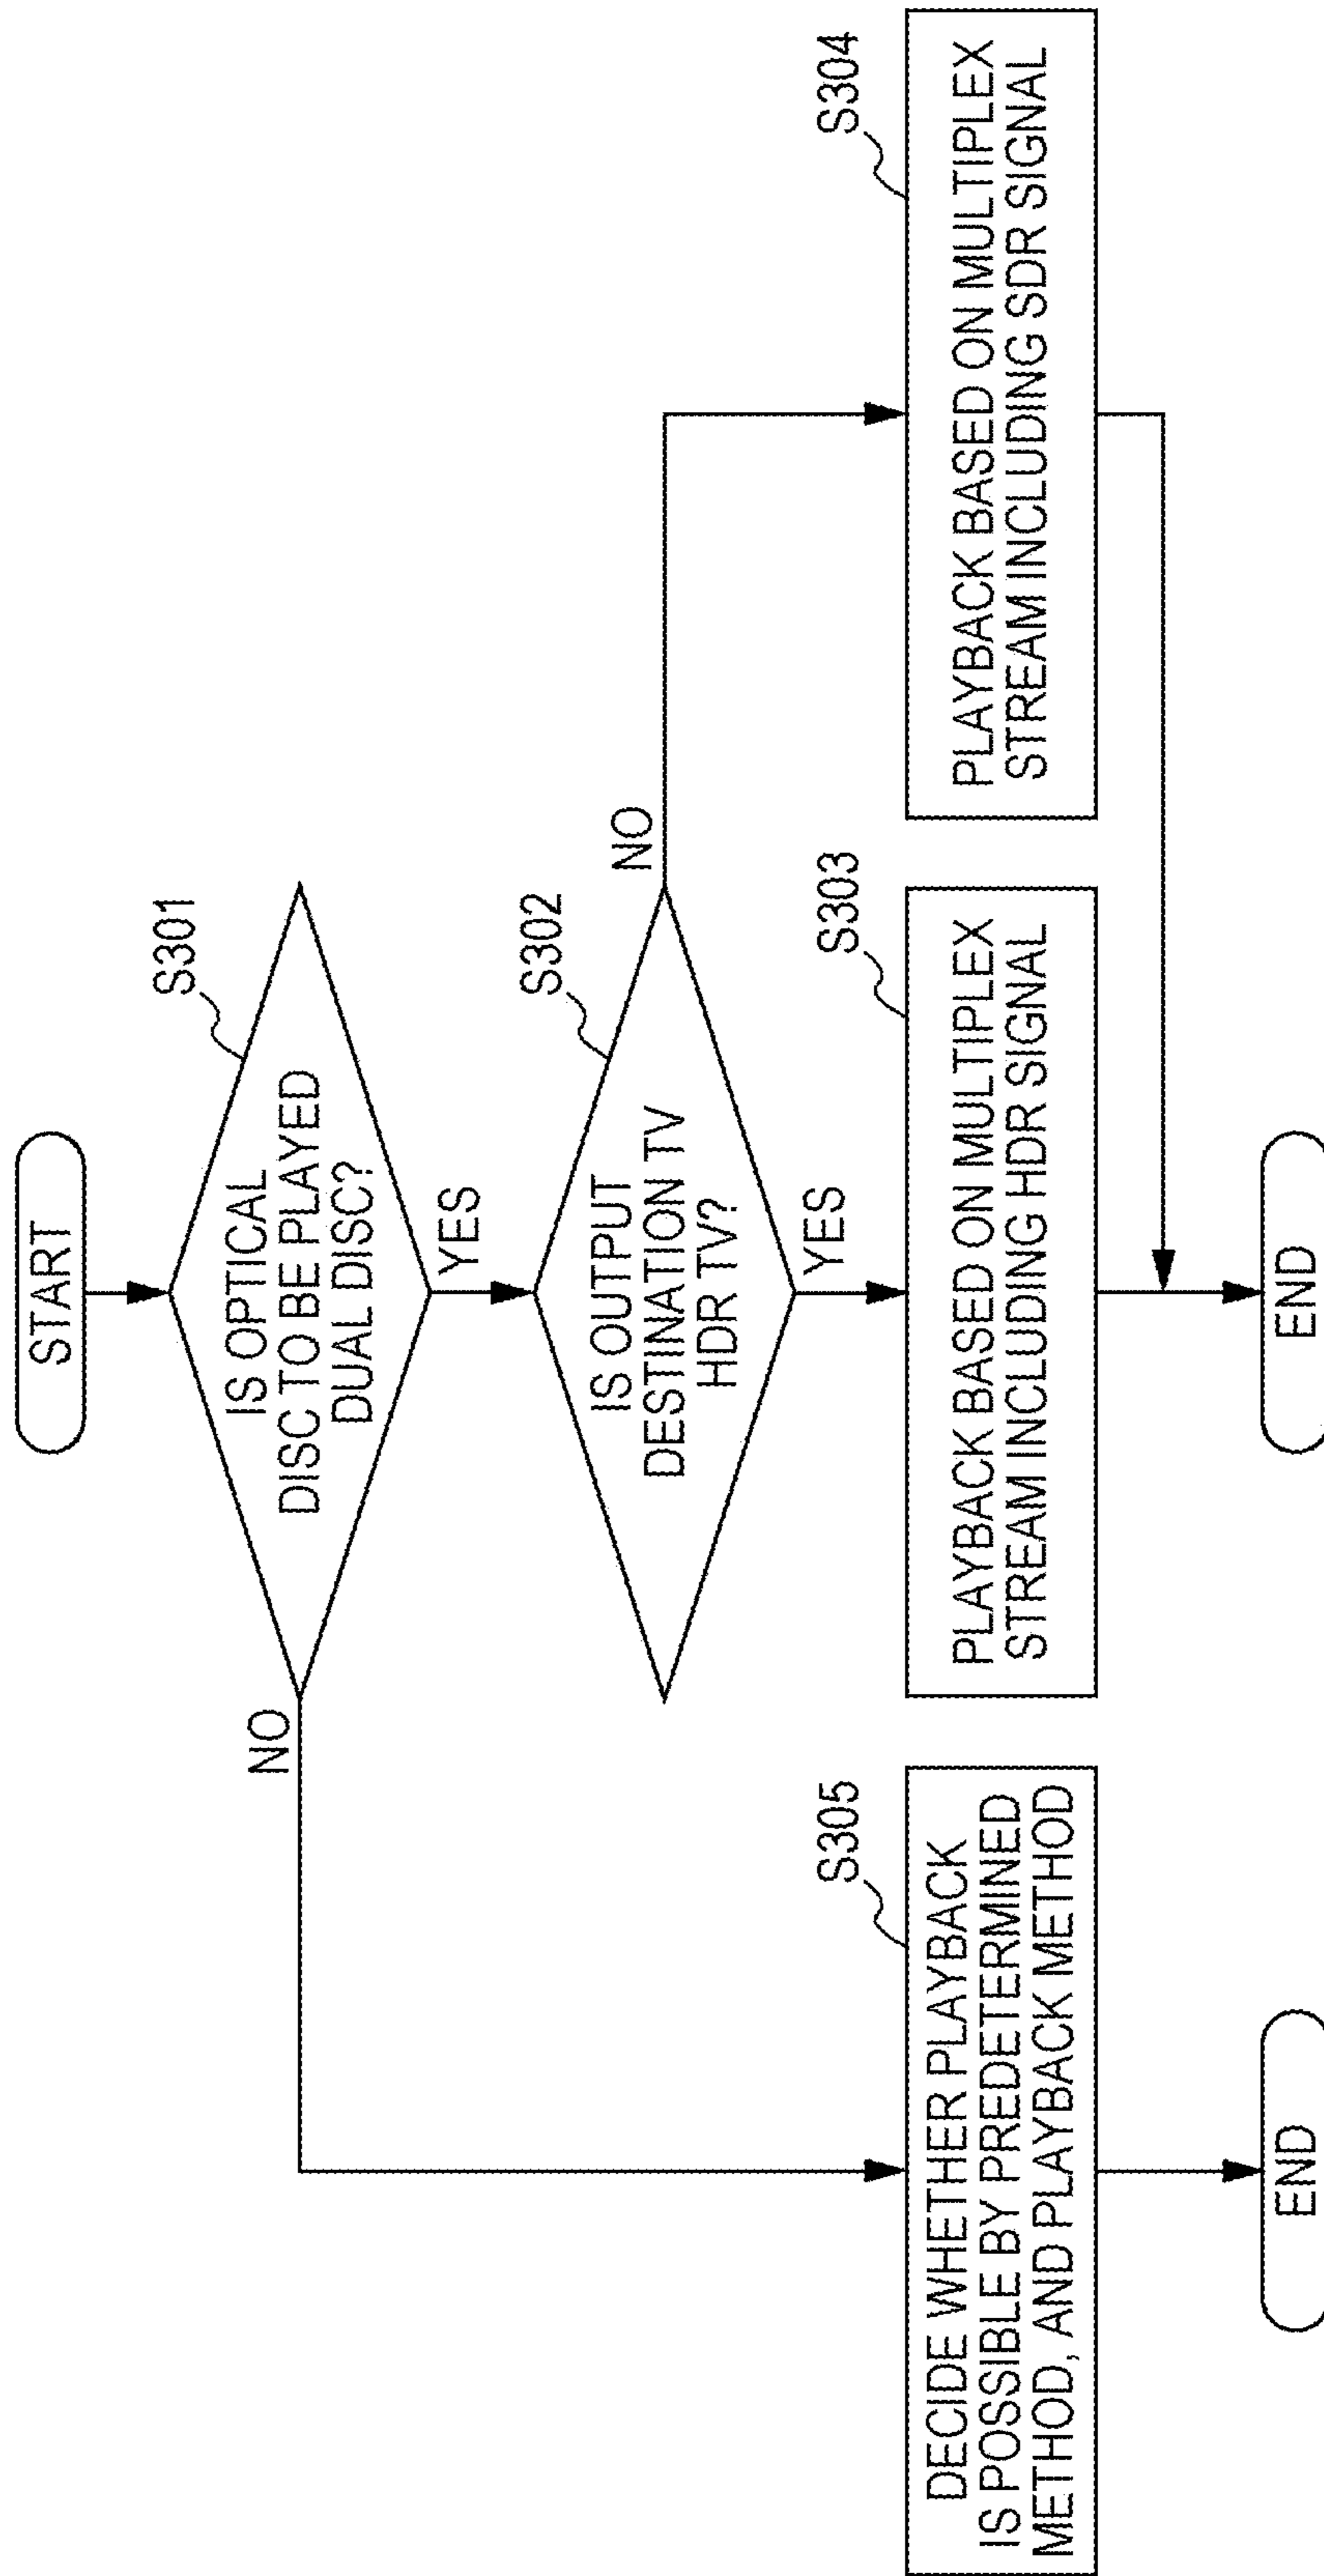 START
S301
IS OPTICAL
DISC TO BE PLAYED
DUAL DISC?
NO
YES
S302
IS OUTPUT
DESTINATION TV
HDR TV?
NO
YES
S305
DECIDE WHETHER PLAYBACK
IS POSSIBLE BY PREDETERMINED
METHOD, AND PLAYBACK METHOD
S303
PLAYBACK BASED ON MULTIPLEX
STREAM INCLUDING HDR SIGNAL
S304
PLAYBACK BASED ON MULTIPLEX
STREAM INCLUDING SDR SIGNAL
END
END